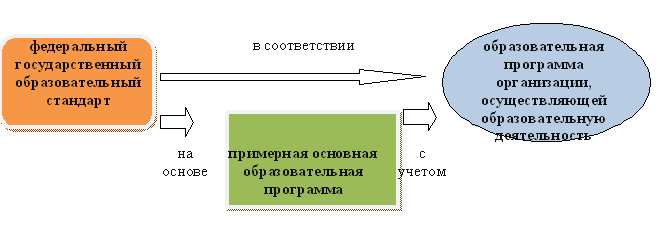 федеральный
государственный
образовательный
стандарт
в соответствии
образовательная
программа
организации,
осуществляющей
образовательную
деятельность
на
основе
примерная основная
образовательная
программа
с
учетом